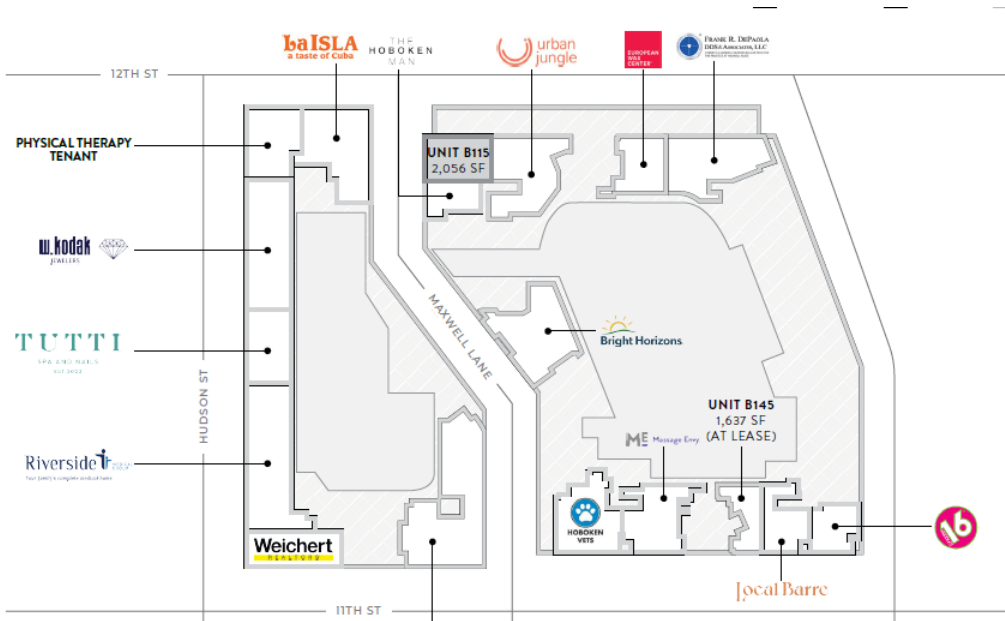 baISLA
a taste of Cuba
THE
HOBOKEN
MAN
urban
jungle
EUROPEAN
WAX
CENTER
FRANK R. DEPAOLA
DDS & ASSOCIATES, LLC
12TH ST
PHYSICAL THERAPY
TENANT
UNIT B115
2,056 SF
w.kodak
JEWELERS
MAXWELL LANE
TUTTI
SPA AND NAILS
EST 2022
Bright Horizons
HUDSON ST
UNIT B145
1,637 SF
(AT LEASE)
ME Massage Envy
Riverside
Your family's complete medical home
HOBOKEN
VETS
16
Weichert
REALTORS
Local Barre
11TH ST